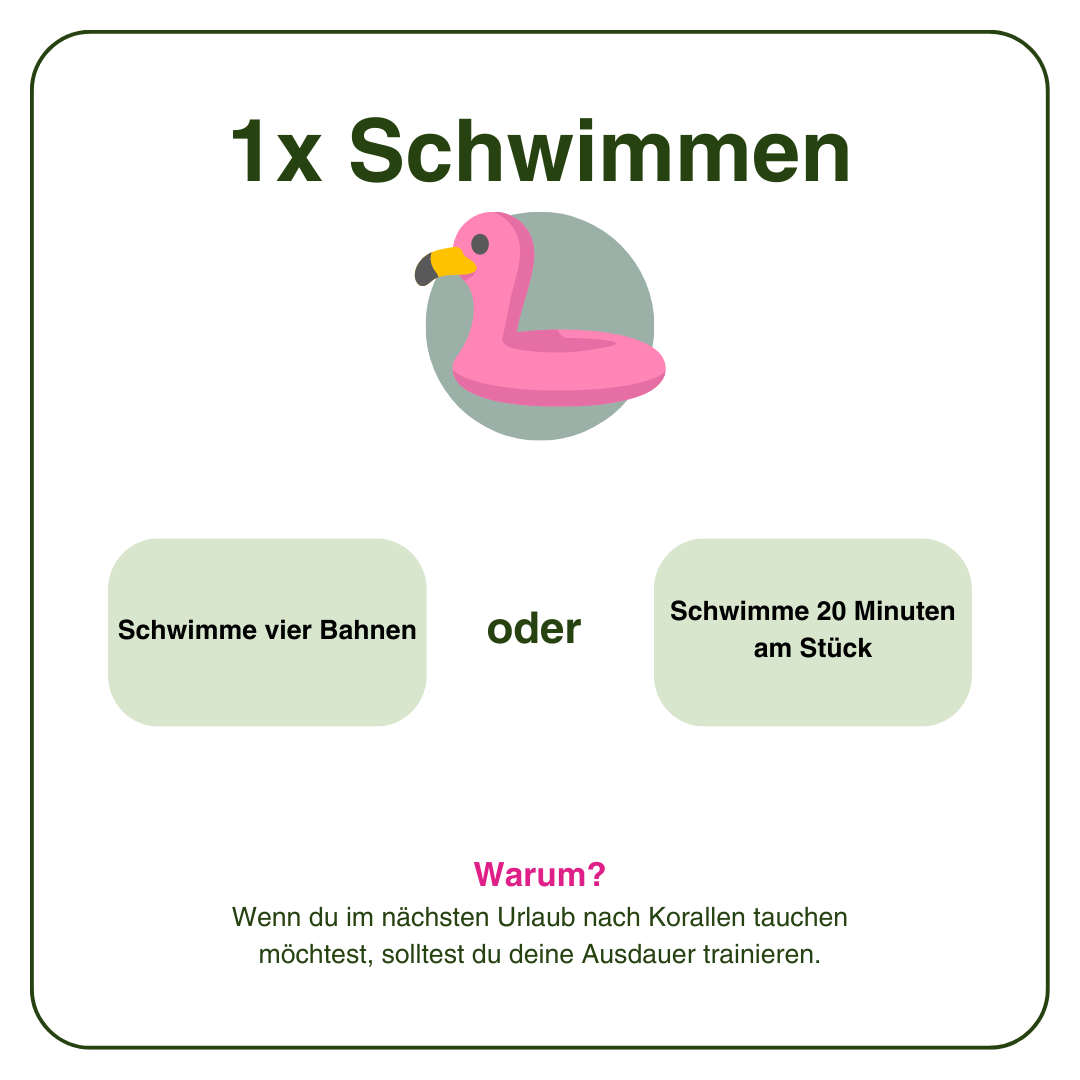 1x Schwimmen
Schwimme vier Bahnen
oder
Schwimme 20 Minuten
am Stück
Warum?
Wenn du im nächsten Urlaub nach Korallen tauchen
möchtest, solltest du deine Ausdauer trainieren.